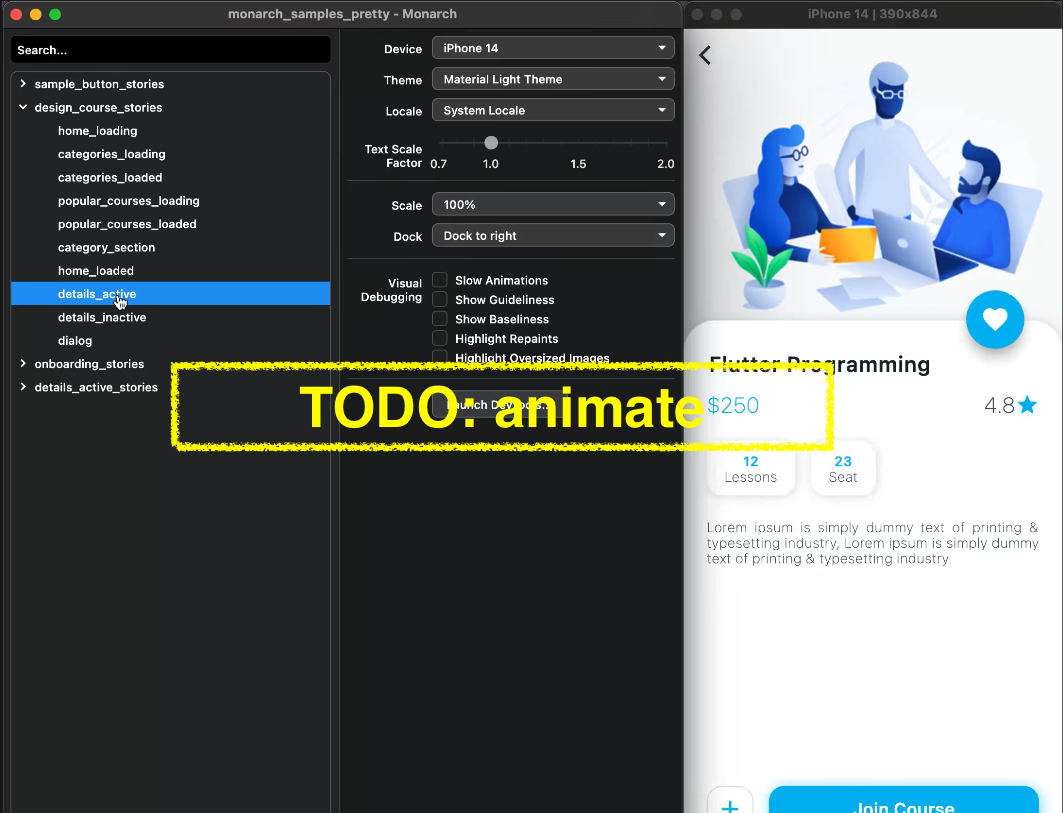 monarch_samples_pretty - Monarch
Search...
sample_button_stories
design_course_stories
home_loading
categories_loading
categories_loaded
popular_courses_loading
popular_courses_loaded
category_section
home_loaded
details_active
details_inactive
dialog
onboarding_stories
details_active_stories
Device iPhone 14
Theme Material Light Theme
Locale System Locale
Text Scale
Factor
0.7 1.0 1.5 2.0
Scale 100%
Dock Dock to right
Visual
Debugging
Slow Animations
Show Guideliness
Show Baseliness
Highlight Repaints
Highlight Oversized Images
Launch DevTools...
TODO: animate
iPhone 14 | 390x844
Flutter Programming
$250 4.8
12 23
Lessons Seat
Lorem ipsum is simply dummy text of printing &
typesetting industry, Lorem ipsum is simply dummy
text of printing & typesetting industry.
+ Join Course